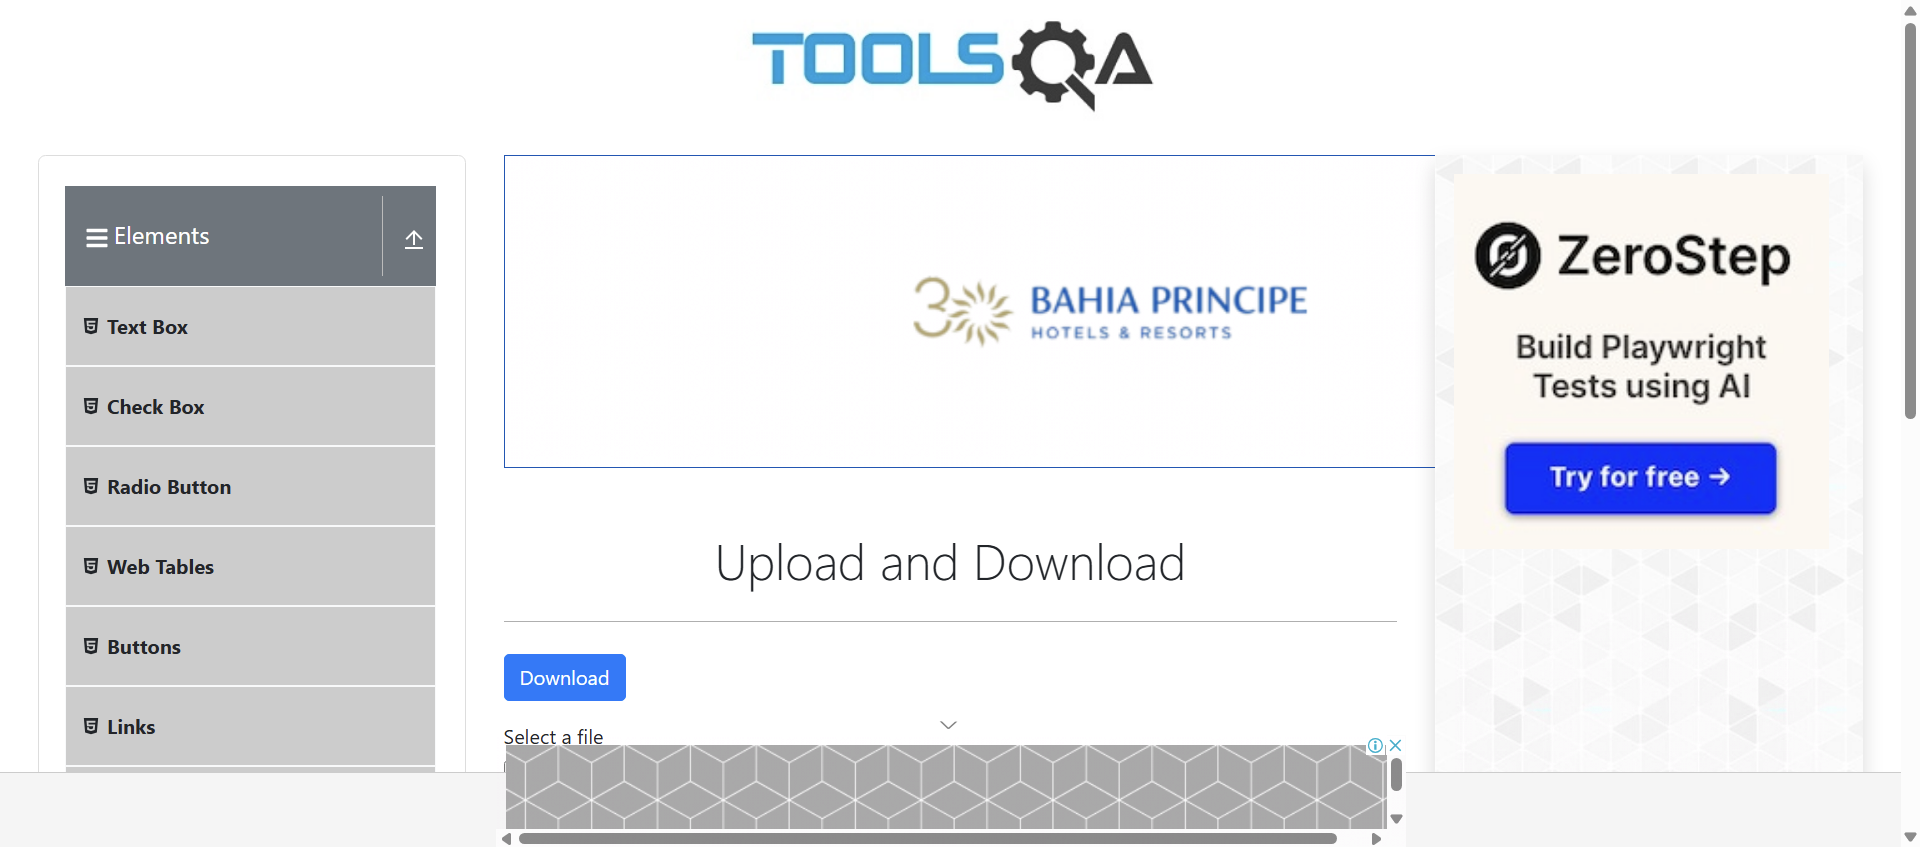 TOOLSQA
Elements
Text Box
Check Box
Radio Button
Web Tables
Buttons
Links
30 BAHIA PRINCIPE
HOTELS & RESORTS
Upload and Download
Download
Select a file
ZeroStep
Build Playwright
Tests using AI
Try for free →